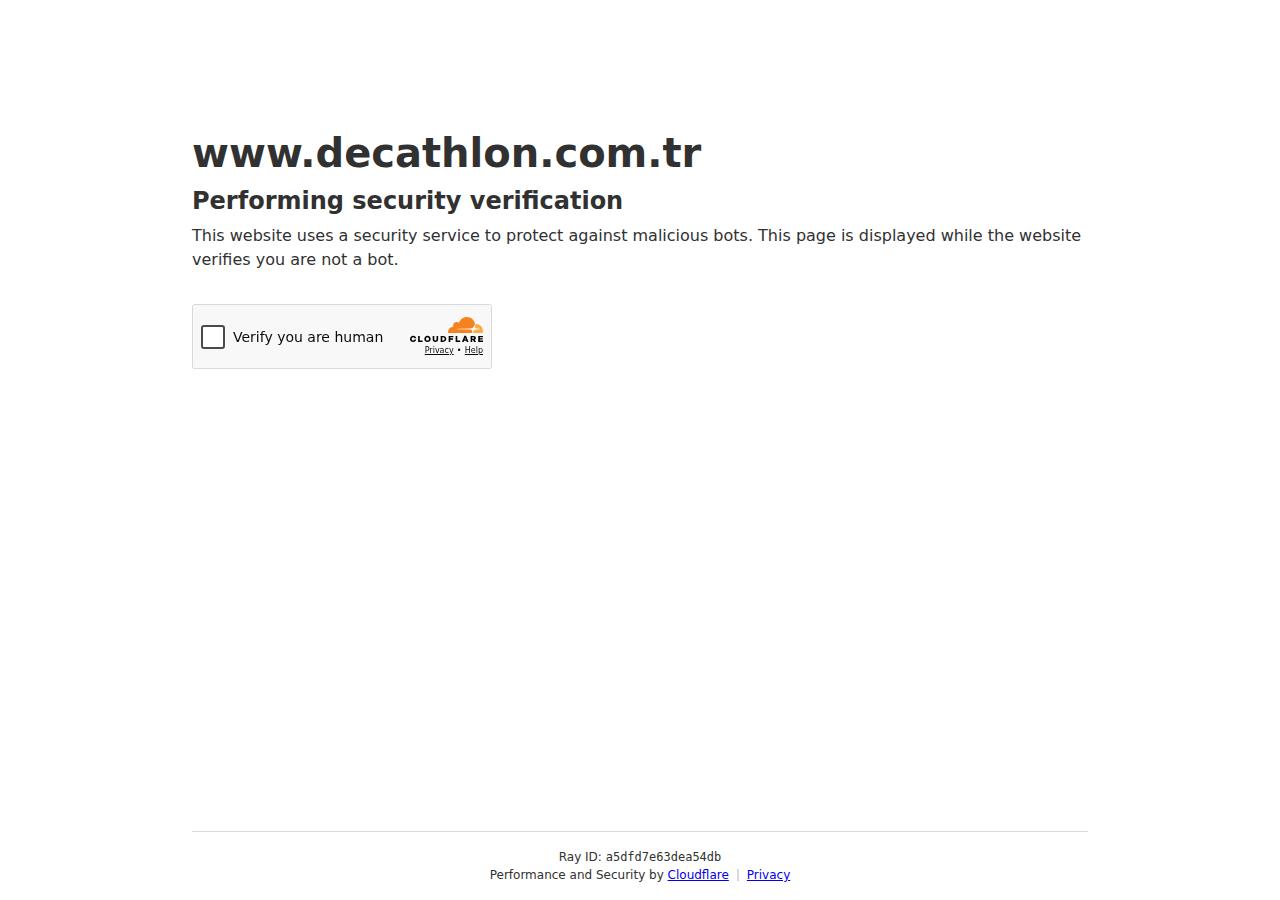 www.decathlon.com.tr
Performing security verification
This website uses a security service to protect against malicious bots. This page is displayed while the website
verifies you are not a bot.
Verify you are human
CLOUDFLARE
Privacy • Help
Ray ID: a5dfd7e63dea54db
Performance and Security by Cloudflare | Privacy